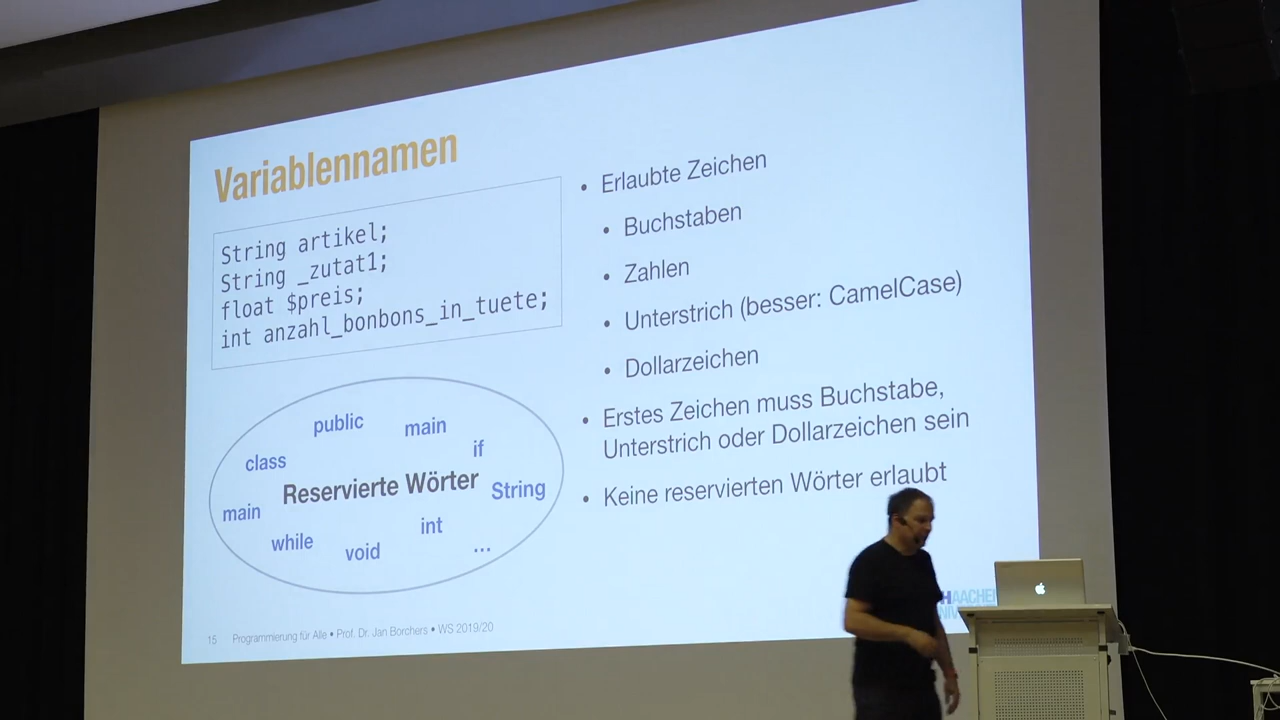 Variablennamen
String artikel;
String _zutat1;
float $preis;
int anzahl_bonbons_in_tuete;
public
main
if
class
Reservierte Wörter
String
main
int
while
void
...
• Erlaubte Zeichen
• Buchstaben
• Zahlen
• Unterstrich (besser: CamelCase)
• Dollarzeichen
• Erstes Zeichen muss Buchstabe,
Unterstrich oder Dollarzeichen sein
• Keine reservierten Wörter erlaubt
15 Programmierung für Alle • Prof. Dr. Jan Borchers • WS 2019/20